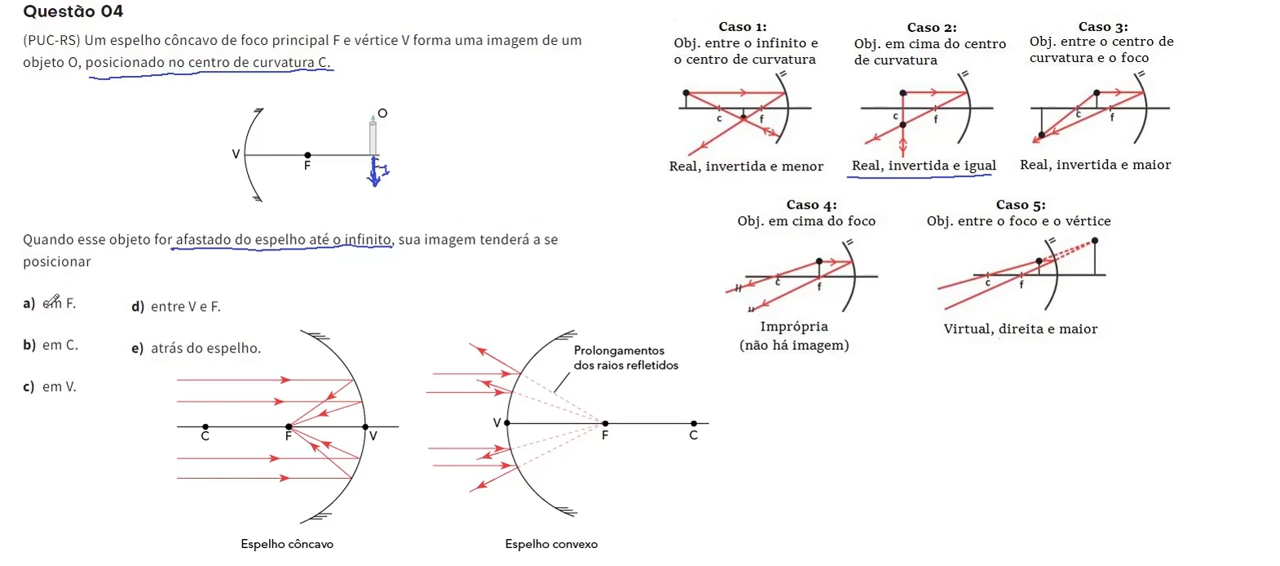 Questão 04
(PUC-RS) Um espelho côncavo de foco principal F e vértice V forma uma imagem de um
objeto O, posicionado no centro de curvatura C.
O
V
F
I
Quando esse objeto for afastado do espelho até o infinito, sua imagem tenderá a se
posicionar
a) em F.
b) em C.
c) em V.
d) entre V e F.
e) atrás do espelho.
C
F
V
Espelho côncavo
Prolongamentos
dos raios refletidos
V
F
C
Espelho convexo
Caso 1:
Obj. entre o infinito e
o centro de curvatura
c
f
Real, invertida e menor
Caso 2:
Obj. em cima do centro
de curvatura
c
f
Real, invertida e igual
Caso 3:
Obj. entre o centro de
curvatura e o foco
c
f
Real, invertida e maior
Caso 4:
Obj. em cima do foco
c
f
Imprópria
(não há imagem)
Caso 5:
Obj. entre o foco e o vértice
c
f
Virtual, direita e maior